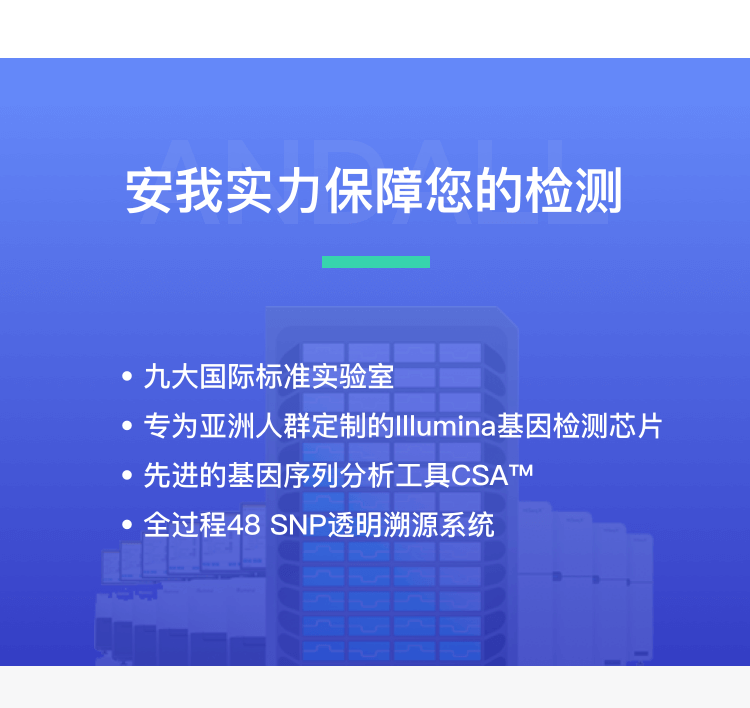 ANDALL
安我实力保障您的检测
• 九大国际标准实验室
• 专为亚洲人群定制的Illumina基因检测芯片
• 先进的基因序列分析工具CSA™
• 全过程48 SNP透明溯源系统